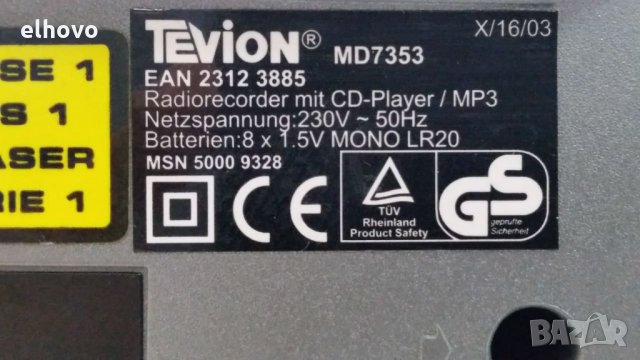 elhovo
SE 1
S 1
ASER
RIE 1
TEVION® MD7353
X/16/03
EAN 2312 3885
Radiorecorder mit CD-Player / MP3
Netzspannung:230V ~ 50Hz
Batterien:8 x 1.5V MONO LR20
MSN 5000 9328
CE
TÜV
Rheinland
Product Safety
GS
geprüfte
Sicherheit
BAZAR